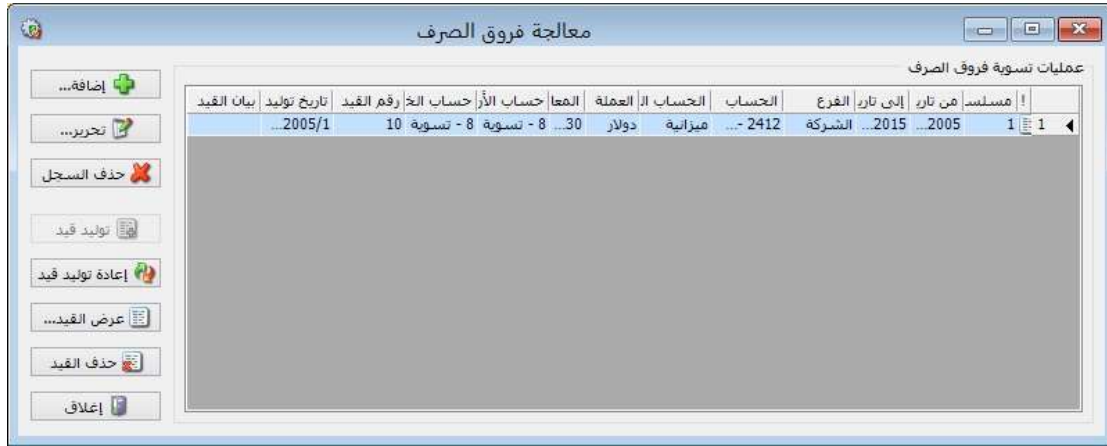 معالجة فروق الصرف
عمليات تسوية فروق الصرف
! مسلسد من تاري إلى تاري الفرع الحساب الحساب ال العملة المعا حساب الأر حساب الخ رقم القيد تاريخ توليد بيان القيد
1 1 2005... 2015... الشركة 2412 -... ميزانية دولار 30... 8 - تسوية 8 - تسوية 10 2005/1...
إضافة...
تحرير...
حذف السجل
توليد قيد
إعادة توليد قيد
عرض القيد...
حذف القيد
إغلاق